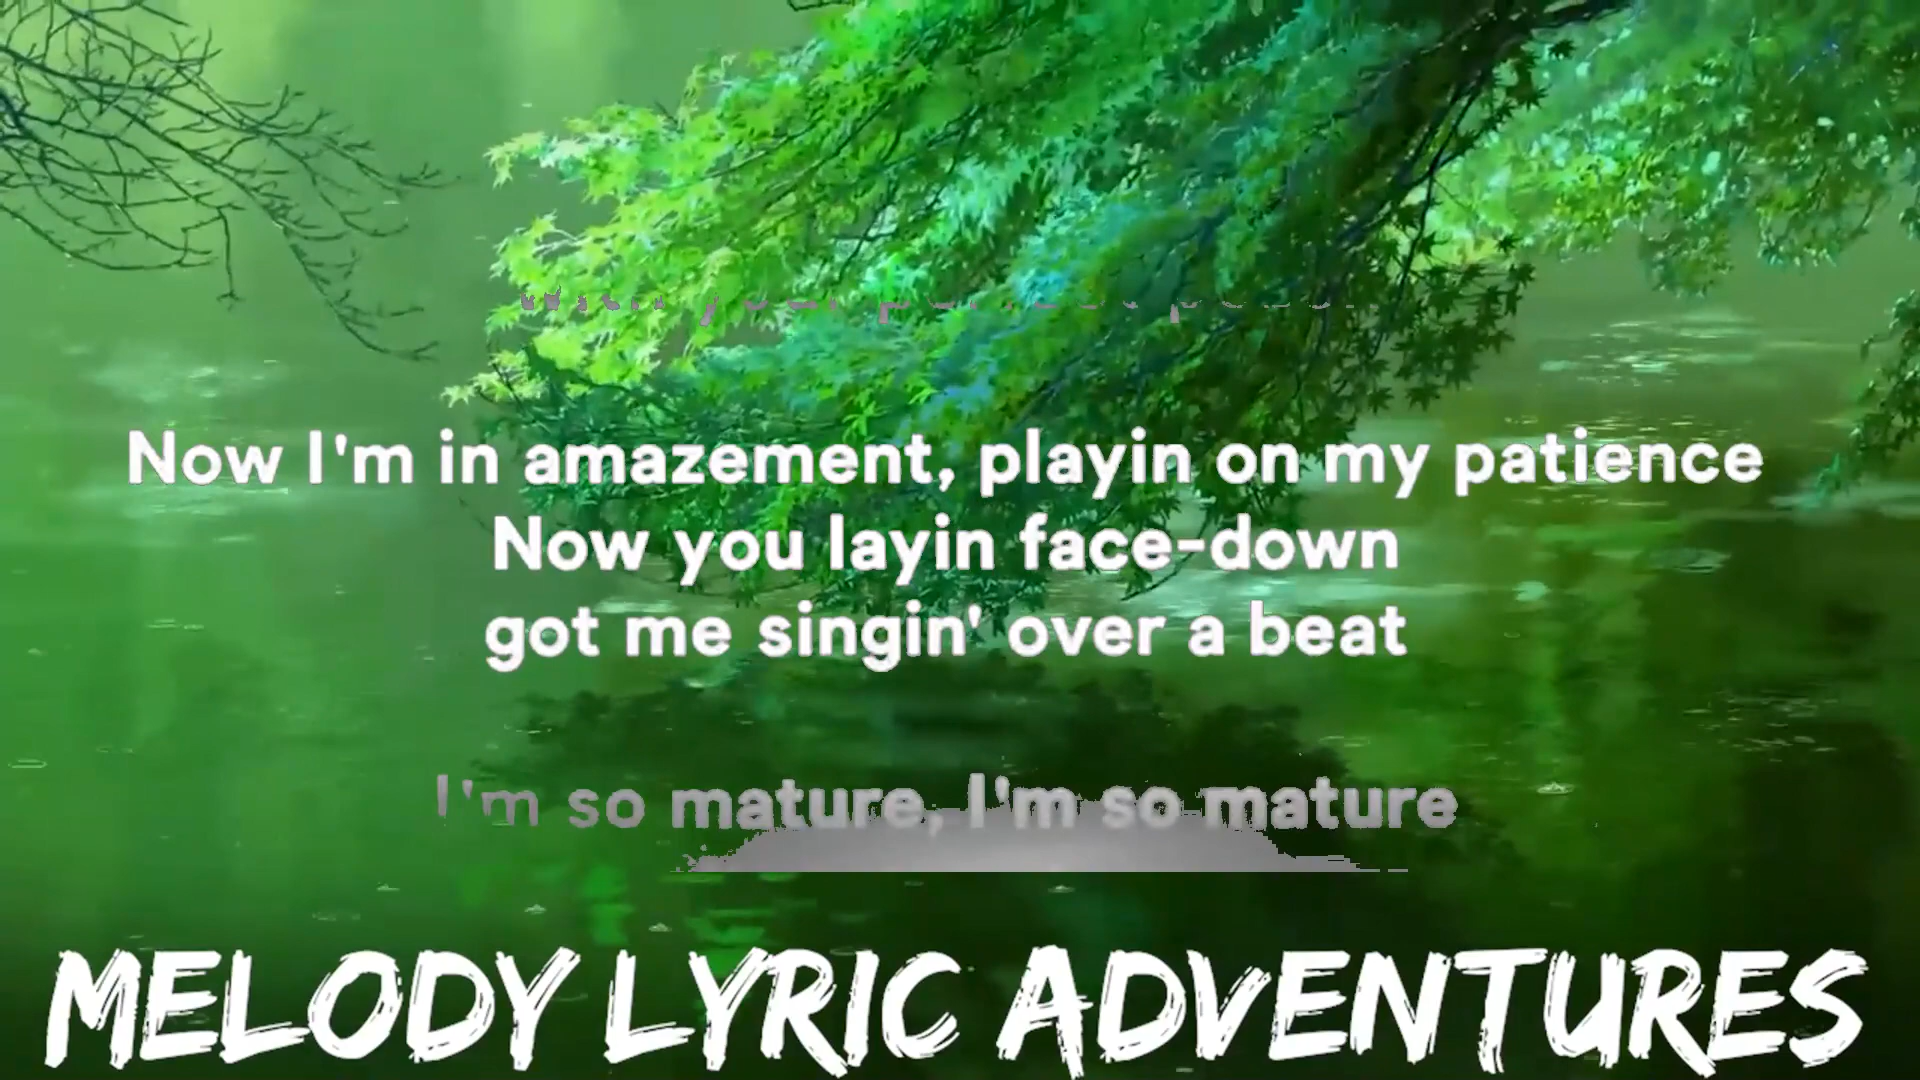 Now I'm in amazement, playin on my patience
Now you layin face-down
got me singin' over a beat
I'm so mature, I'm so mature
MELODY LYRIC ADVENTURES